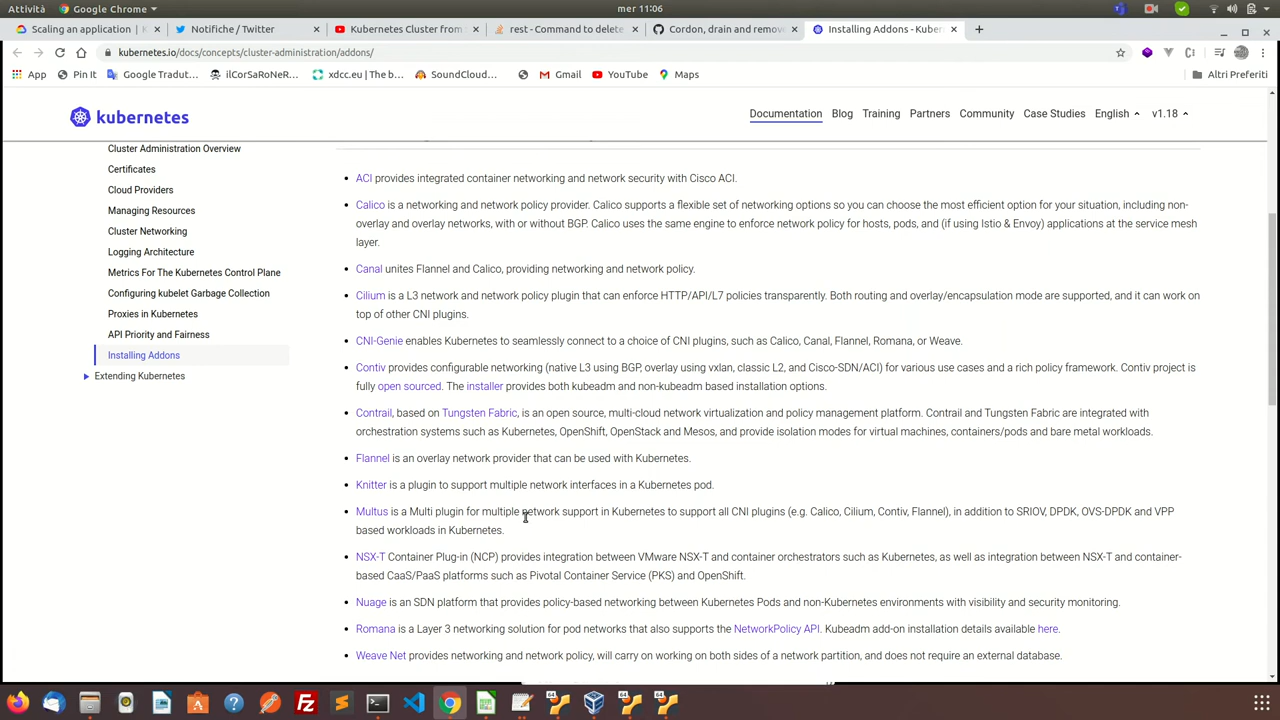 Attività
Google Chrome
mer 11:06
Scaling an application | K
Notifiche / Twitter
Kubernetes Cluster from
rest - Command to delete
Cordon, drain and remove
Installing Addons - Kuber
kubernetes.io/docs/concepts/cluster-administration/addons/
App
Pin It
Google Tradut...
ilCorSaRoNeR...
xdcc.eu | The b...
SoundCloud...
Gmail
YouTube
Maps
Altri Preferiti
kubernetes
Documentation Blog Training Partners Community Case Studies English v1.18
Cluster Administration Overview
Certificates
Cloud Providers
Managing Resources
Cluster Networking
Logging Architecture
Metrics For The Kubernetes Control Plane
Configuring kubelet Garbage Collection
Proxies in Kubernetes
API Priority and Fairness
Installing Addons
Extending Kubernetes
ACI provides integrated container networking and network security with Cisco ACI.
Calico is a networking and network policy provider. Calico supports a flexible set of networking options so you can choose the most efficient option for your situation, including non-
overlay and overlay networks, with or without BGP. Calico uses the same engine to enforce network policy for hosts, pods, and (if using Istio & Envoy) applications at the service mesh
layer.
Canal unites Flannel and Calico, providing networking and network policy.
Cilium is a L3 network and network policy plugin that can enforce HTTP/API/L7 policies transparently. Both routing and overlay/encapsulation mode are supported, and it can work on
top of other CNI plugins.
CNI-Genie enables Kubernetes to seamlessly connect to a choice of CNI plugins, such as Calico, Canal, Flannel, Romana, or Weave.
Contiv provides configurable networking (native L3 using BGP, overlay using vxlan, classic L2, and Cisco-SDN/ACI) for various use cases and a rich policy framework. Contiv project is
fully open sourced. The installer provides both kubeadm and non-kubeadm based installation options.
Contrail, based on Tungsten Fabric, is an open source, multi-cloud network virtualization and policy management platform. Contrail and Tungsten Fabric are integrated with
orchestration systems such as Kubernetes, OpenShift, OpenStack and Mesos, and provide isolation modes for virtual machines, containers/pods and bare metal workloads.
Flannel is an overlay network provider that can be used with Kubernetes.
Knitter is a plugin to support multiple network interfaces in a Kubernetes pod.
Multus is a Multi plugin for multiple network support in Kubernetes to support all CNI plugins (e.g. Calico, Cilium, Contiv, Flannel), in addition to SRIOV, DPDK, OVS-DPDK and VPP
based workloads in Kubernetes.
NSX-T Container Plug-in (NCP) provides integration between VMware NSX-T and container orchestrators such as Kubernetes, as well as integration between NSX-T and container-
based CaaS/PaaS platforms such as Pivotal Container Service (PKS) and OpenShift.
Nuage is an SDN platform that provides policy-based networking between Kubernetes Pods and non-Kubernetes environments with visibility and security monitoring.
Romana is a Layer 3 networking solution for pod networks that also supports the NetworkPolicy API. Kubeadm add-on installation details available here.
Weave Net provides networking and network policy, will carry on working on both sides of a network partition, and does not require an external database.